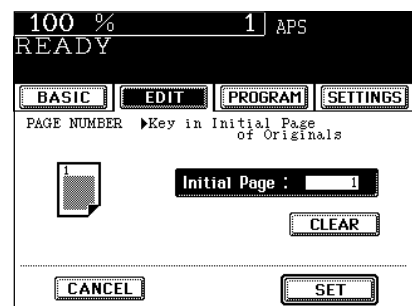 100 % 1 APS
READY
BASIC EDIT PROGRAM SETTINGS
PAGE NUMBER ▶Key in Initial Page
of Originals
1
Initial Page : 1
CLEAR
CANCEL SET